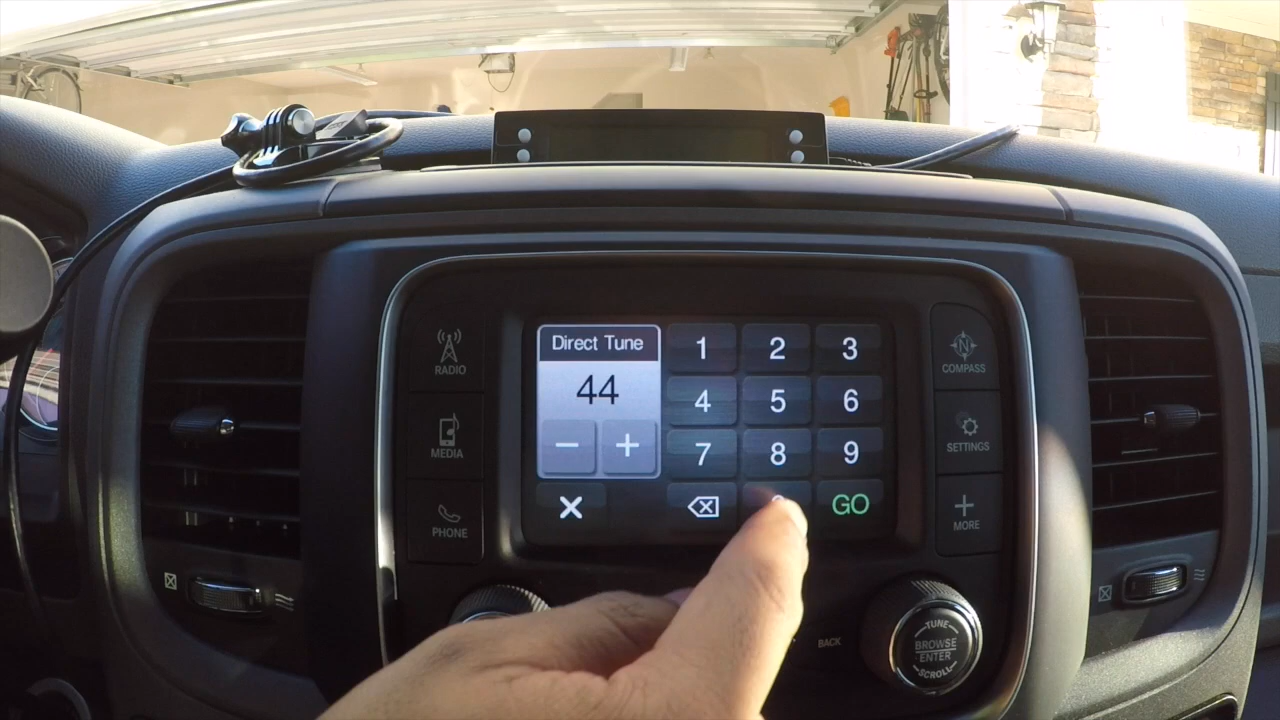 RADIO
MEDIA
PHONE
Direct Tune
44
− +
1 2 3
4 5 6
7 8 9
X GO
N
COMPASS
SETTINGS
+
MORE
BACK
TUNE
BROWSE
ENTER
SCROLL